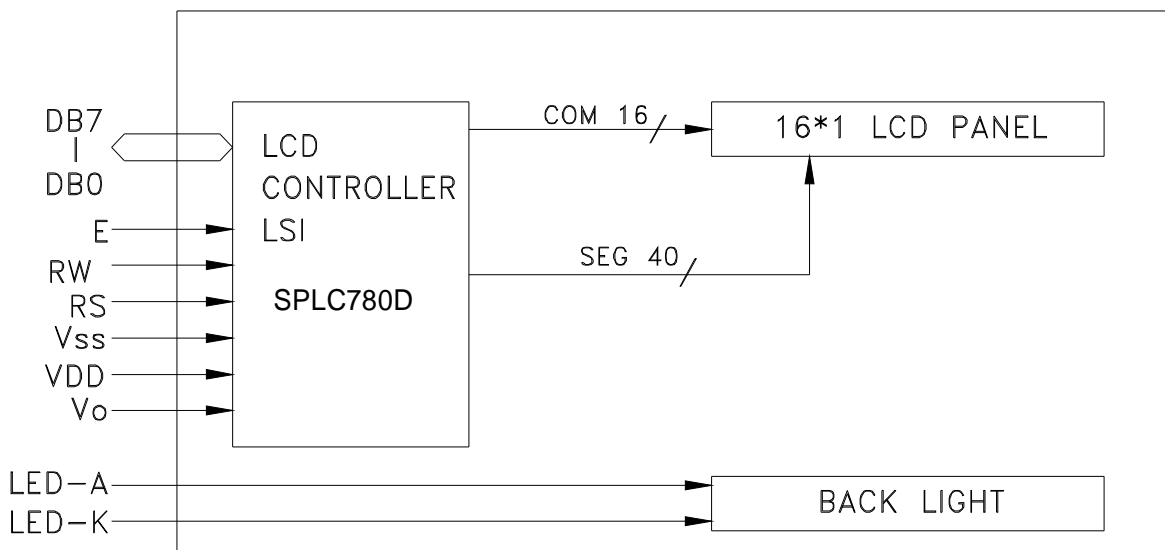 DB7
|
DB0
E
RW
RS
Vss
VDD
Vo
LED-A
LED-K
LCD
CONTROLLER
LSI
SPLC780D
COM 16
SEG 40
16*1 LCD PANEL
BACK LIGHT